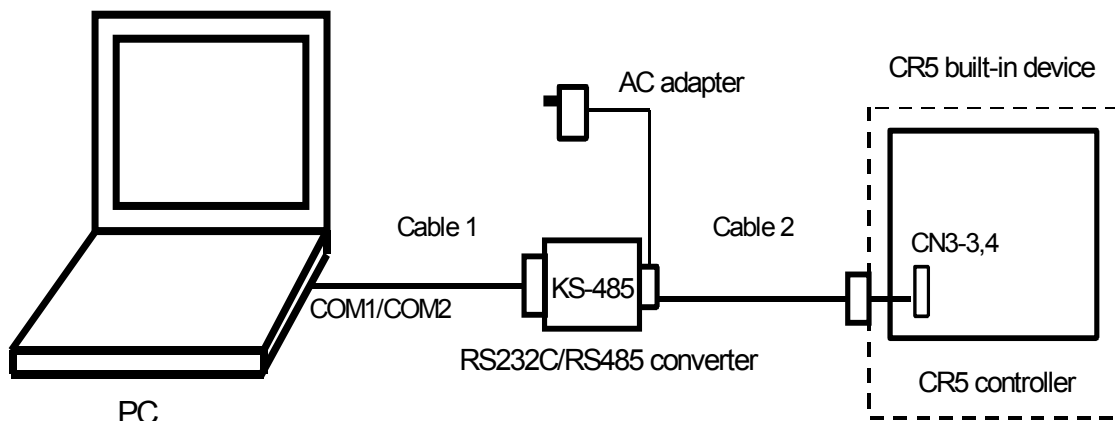 CR5 built-in device
AC adapter
Cable 1
Cable 2
CN3-3,4
KS-485
COM1/COM2
RS232C/RS485 converter
CR5 controller
PC